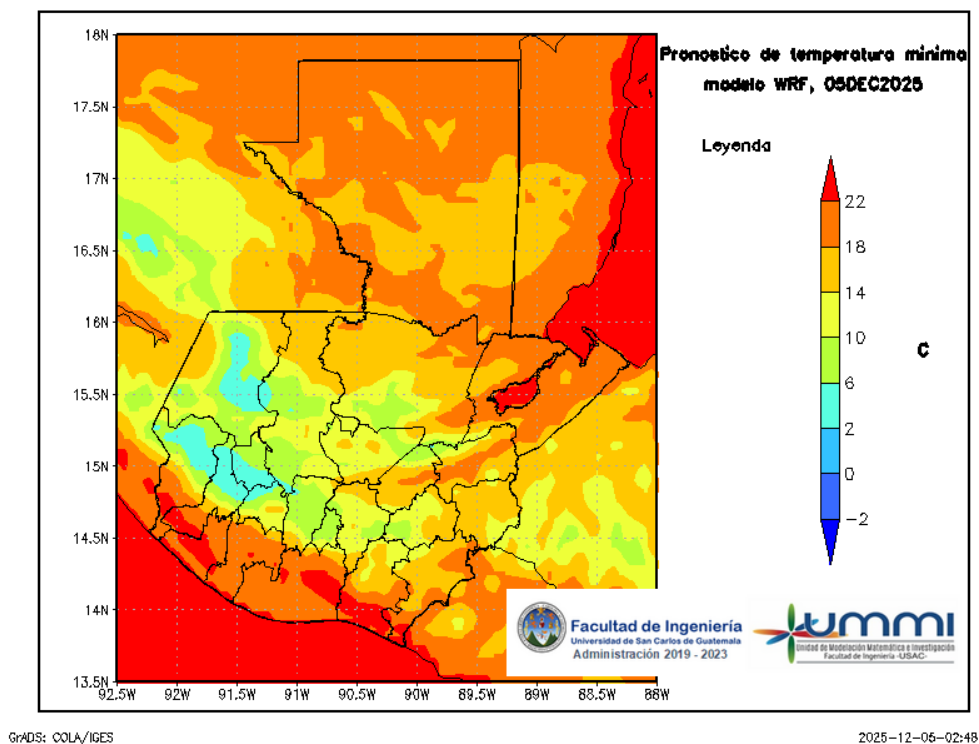 Pronostico de temperatura minima
modelo WRF, 05DEC2025
Leyenda
22
18
14
10
6
2
0
−2
C
18N
17.5N
17N
16.5N
16N
15.5N
15N
14.5N
14N
13.5N
92.5W 92W 91.5W 91W 90.5W 90W 89.5W 89W 88.5W 88W
Facultad de Ingeniería
Universidad de San Carlos de Guatemala
Administración 2019 - 2023
ummi
Unidad de Modelación Matemática e Investigación
Facultad de Ingeniería -USAC-
GrADS: COLA/IGES
2025-12-05-02:48